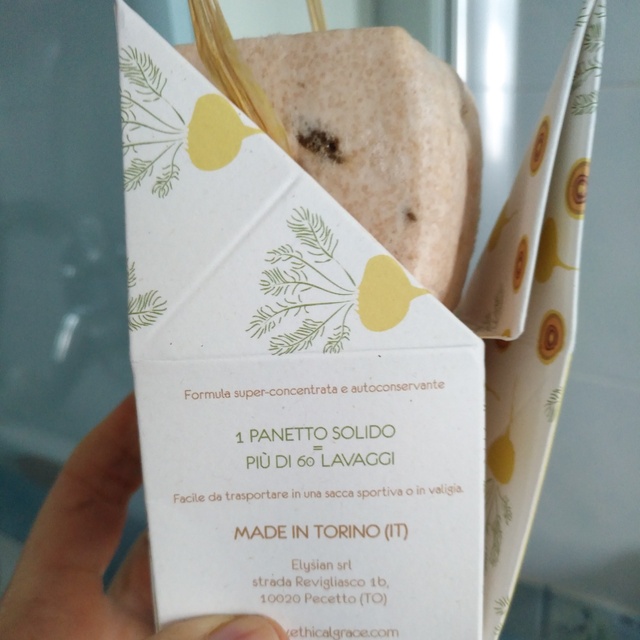 Formula super-concentrata e autoconservante
1 PANETTO SOLIDO
=
PIÙ DI 60 LAVAGGI
Facile da trasportare in una sacca sportiva o in valigia.
MADE IN TORINO (IT)
Elysian srl
strada Revigliasco 1b,
10020 Pecetto (TO)